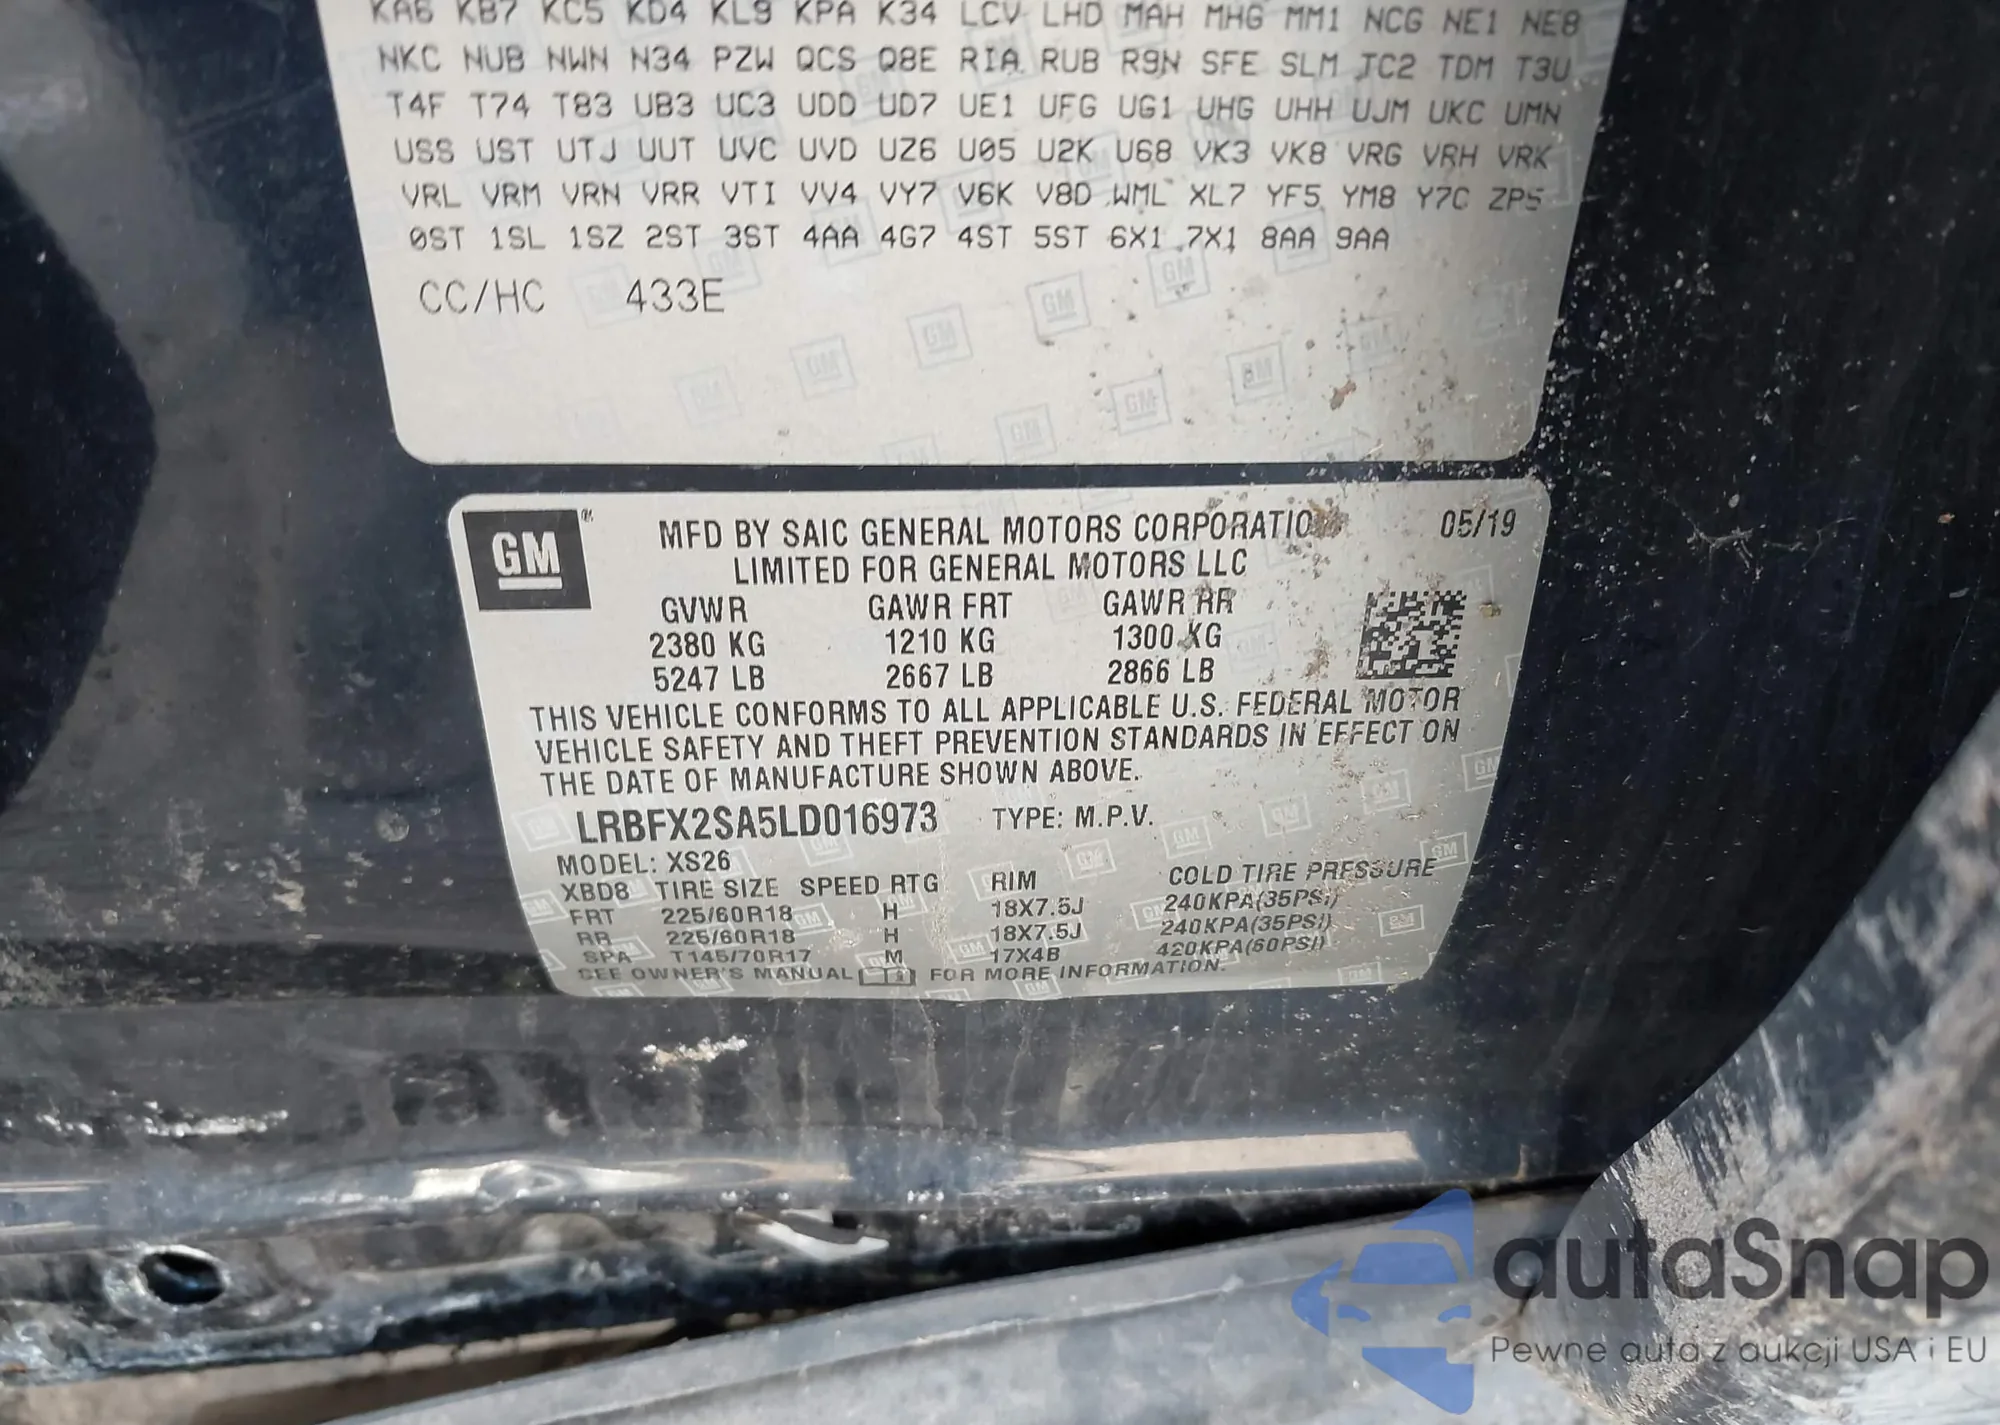 KA6 KB7 KC5 KD4 KL9 KPA K34 LCV LHD MAH MHG MM1 NCG NE1 NE8
NKC NUB NWN N34 PZW QCS Q8E RIA RUB R9N SFE SLM TC2 TDM T3U
T4F T74 T83 UB3 UC3 UDD UD7 UE1 UFG UG1 UHG UHH UJM UKC UMN
USS UST UTJ UUT UVC UVD UZ6 U05 U2K U68 VK3 VK8 VRG VRH VRK
VRL VRM VRN VRR VTI VV4 VY7 V6K V8D WML XL7 YF5 YM8 Y7C ZP5
0ST 1SL 1SZ 2ST 3ST 4AA 4G7 4ST 5ST 6X1 7X1 8AA 9AA
CC/HC 433E
GM® MFD BY SAIC GENERAL MOTORS CORPORATION 05/19
LIMITED FOR GENERAL MOTORS LLC
GVWR GAWR FRT GAWR RR
2380 KG 1210 KG 1300 KG
5247 LB 2667 LB 2866 LB
THIS VEHICLE CONFORMS TO ALL APPLICABLE U.S. FEDERAL MOTOR
VEHICLE SAFETY AND THEFT PREVENTION STANDARDS IN EFFECT ON
THE DATE OF MANUFACTURE SHOWN ABOVE.
LRBFX2SA5LD016973 TYPE: M.P.V.
MODEL: XS26
XBD8 TIRE SIZE SPEED RTG RIM COLD TIRE PRESSURE
FRT 225/60R18 H 18X7.5J 240KPA(35PSI)
RR 225/60R18 H 18X7.5J 240KPA(35PSI)
SPA T145/70R17 M 17X4B 420KPA(60PSI)
SEE OWNER'S MANUAL FOR MORE INFORMATION.
autaSnap
Pewne auta z aukcji USA i EU